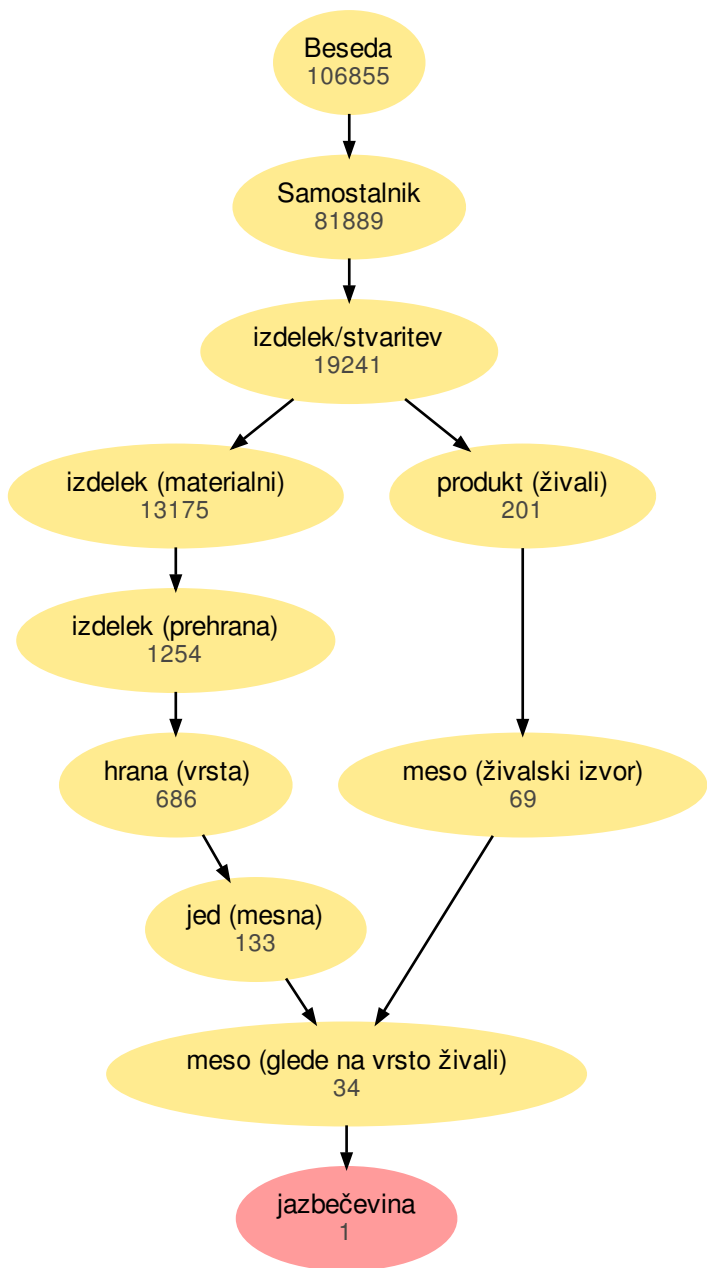 Beseda
106855
Samostalnik
81889
izdelek/stvaritev
19241
izdelek (materialni)
13175
produkt (živali)
201
izdelek (prehrana)
1254
hrana (vrsta)
686
meso (živalski izvor)
69
jed (mesna)
133
meso (glede na vrsto živali)
34
jazbečevina
1